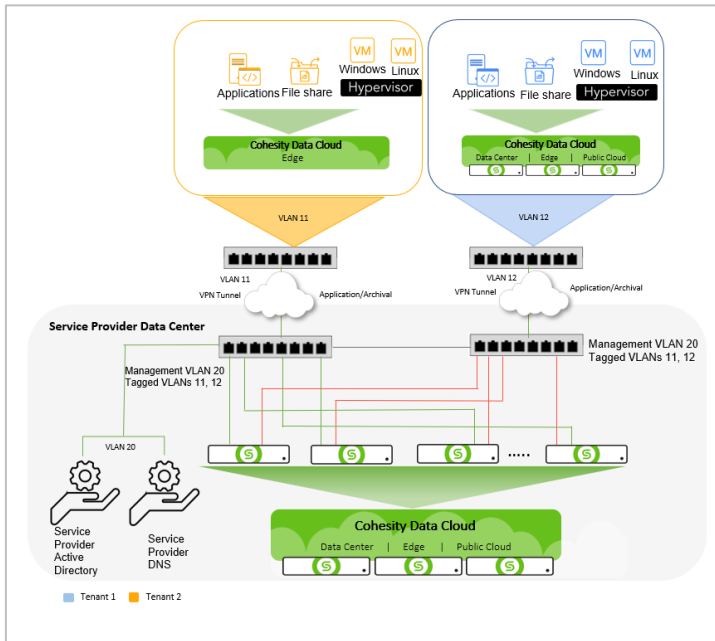 VM
VM
Windows
Linux
Applications
File share
Hypervisor
Cohesity Data Cloud
Edge
VLAN 11
VM
VM
Windows
Linux
Applications
File share
Hypervisor
Cohesity Data Cloud
Data Center | Edge | Public Cloud
VLAN 12
VLAN 11
VPN Tunnel
Application/Archival
VLAN 12
VPN Tunnel
Application/Archival
Service Provider Data Center
Management VLAN 20
Tagged VLANs 11, 12
Management VLAN 20
Tagged VLANs 11, 12
VLAN 20
.....
Service
Provider
Active
Directory
Service
Provider
DNS
Cohesity Data Cloud
Data Center | Edge | Public Cloud
Tenant 1
Tenant 2